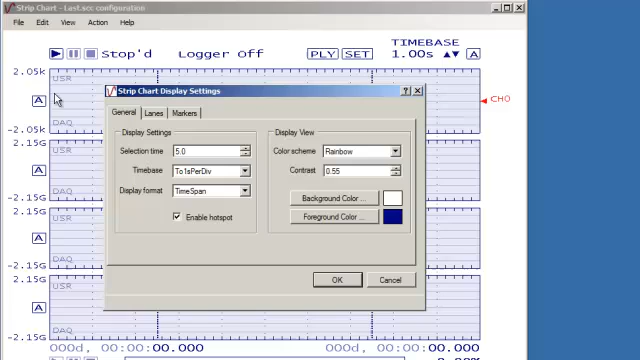 Strip Chart - Last.scc configuration
File Edit View Action Help
Stop'd Logger Off PLY SET TIMEBASE 1.00s A
2.05k USR
A CH0
-2.05k DAQ
2.15G USR
A
-2.15G DAQ
2.15G USR
A
-2.15G DAQ
2.15G USR
A
-2.15G DAQ
000d, 00:00:00.000 000d, 00:00:00.000
Strip Chart Display Settings
General Lanes Markers
Display Settings
Selection time 5.0
Timebase To1sPerDiv
Display format TimeSpan
Enable hotspot
Display View
Color scheme Rainbow
Contrast 0.55
Background Color ...
Foreground Color ...
OK Cancel